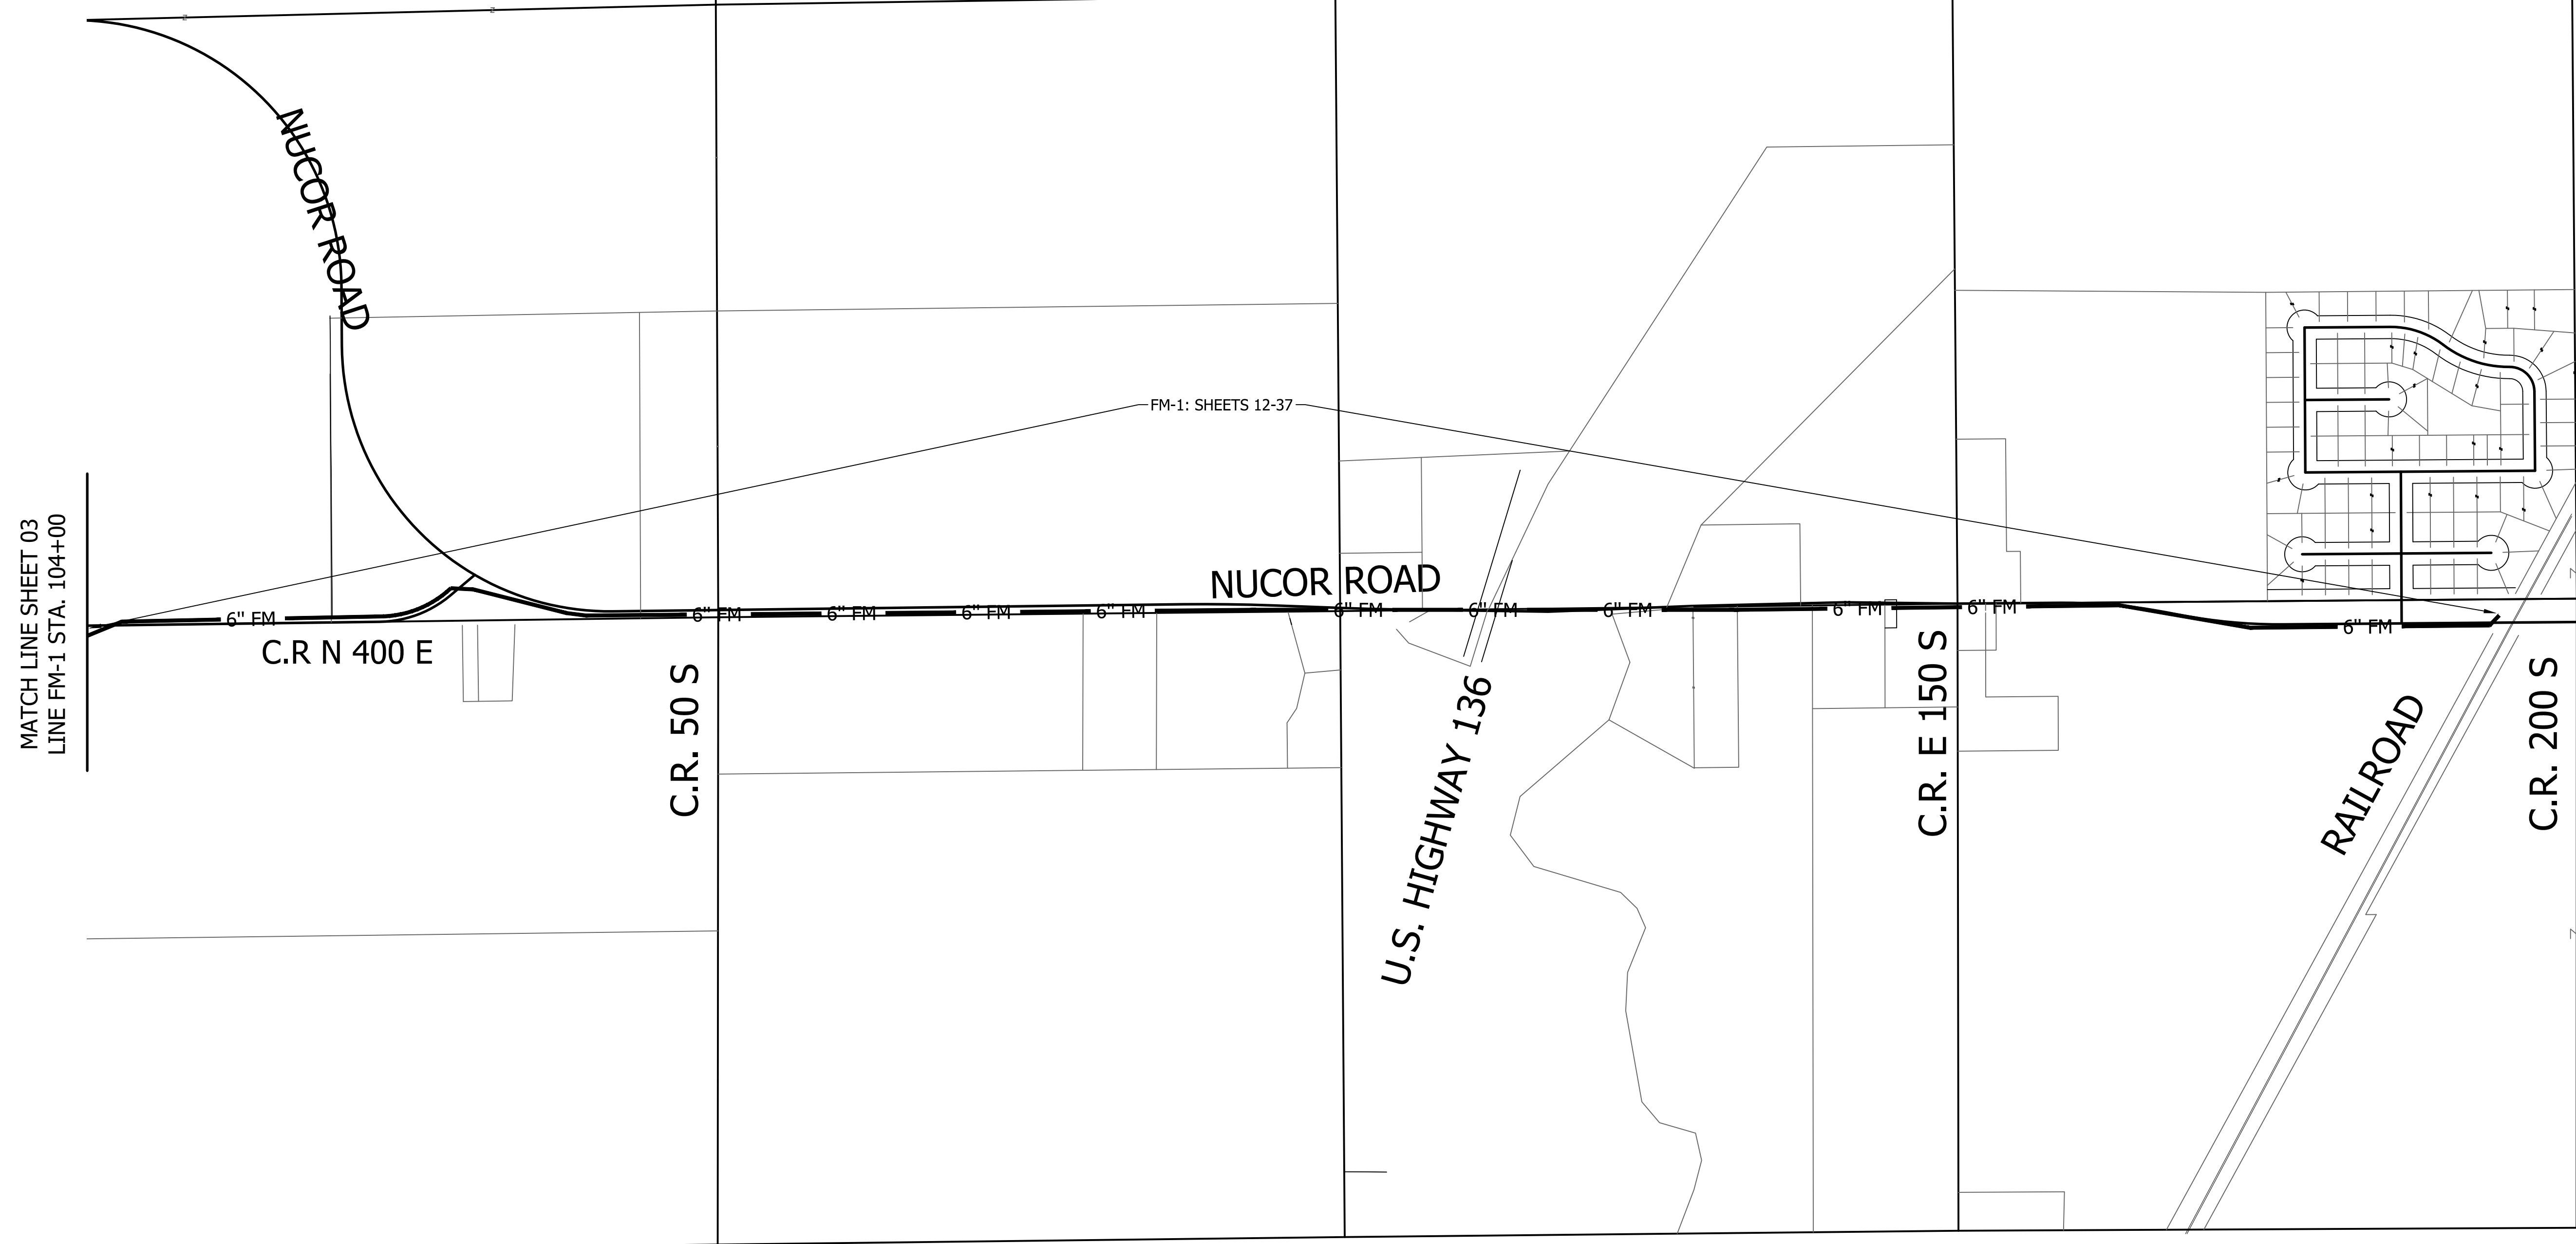 NUCOR ROAD
FM-1: SHEETS 12-37
MATCH LINE SHEET 03
LINE FM-1 STA. 104+00
NUCOR ROAD
6" FM
6" FM
6" FM
6" FM
6" FM
6" FM
6" FM
6" FM
6" FM
6" FM
6" FM
C.R N 400 E
C.R. 50 S
U.S. HIGHWAY 136
C.R. E 150 S
RAILROAD
C.R. 200 S